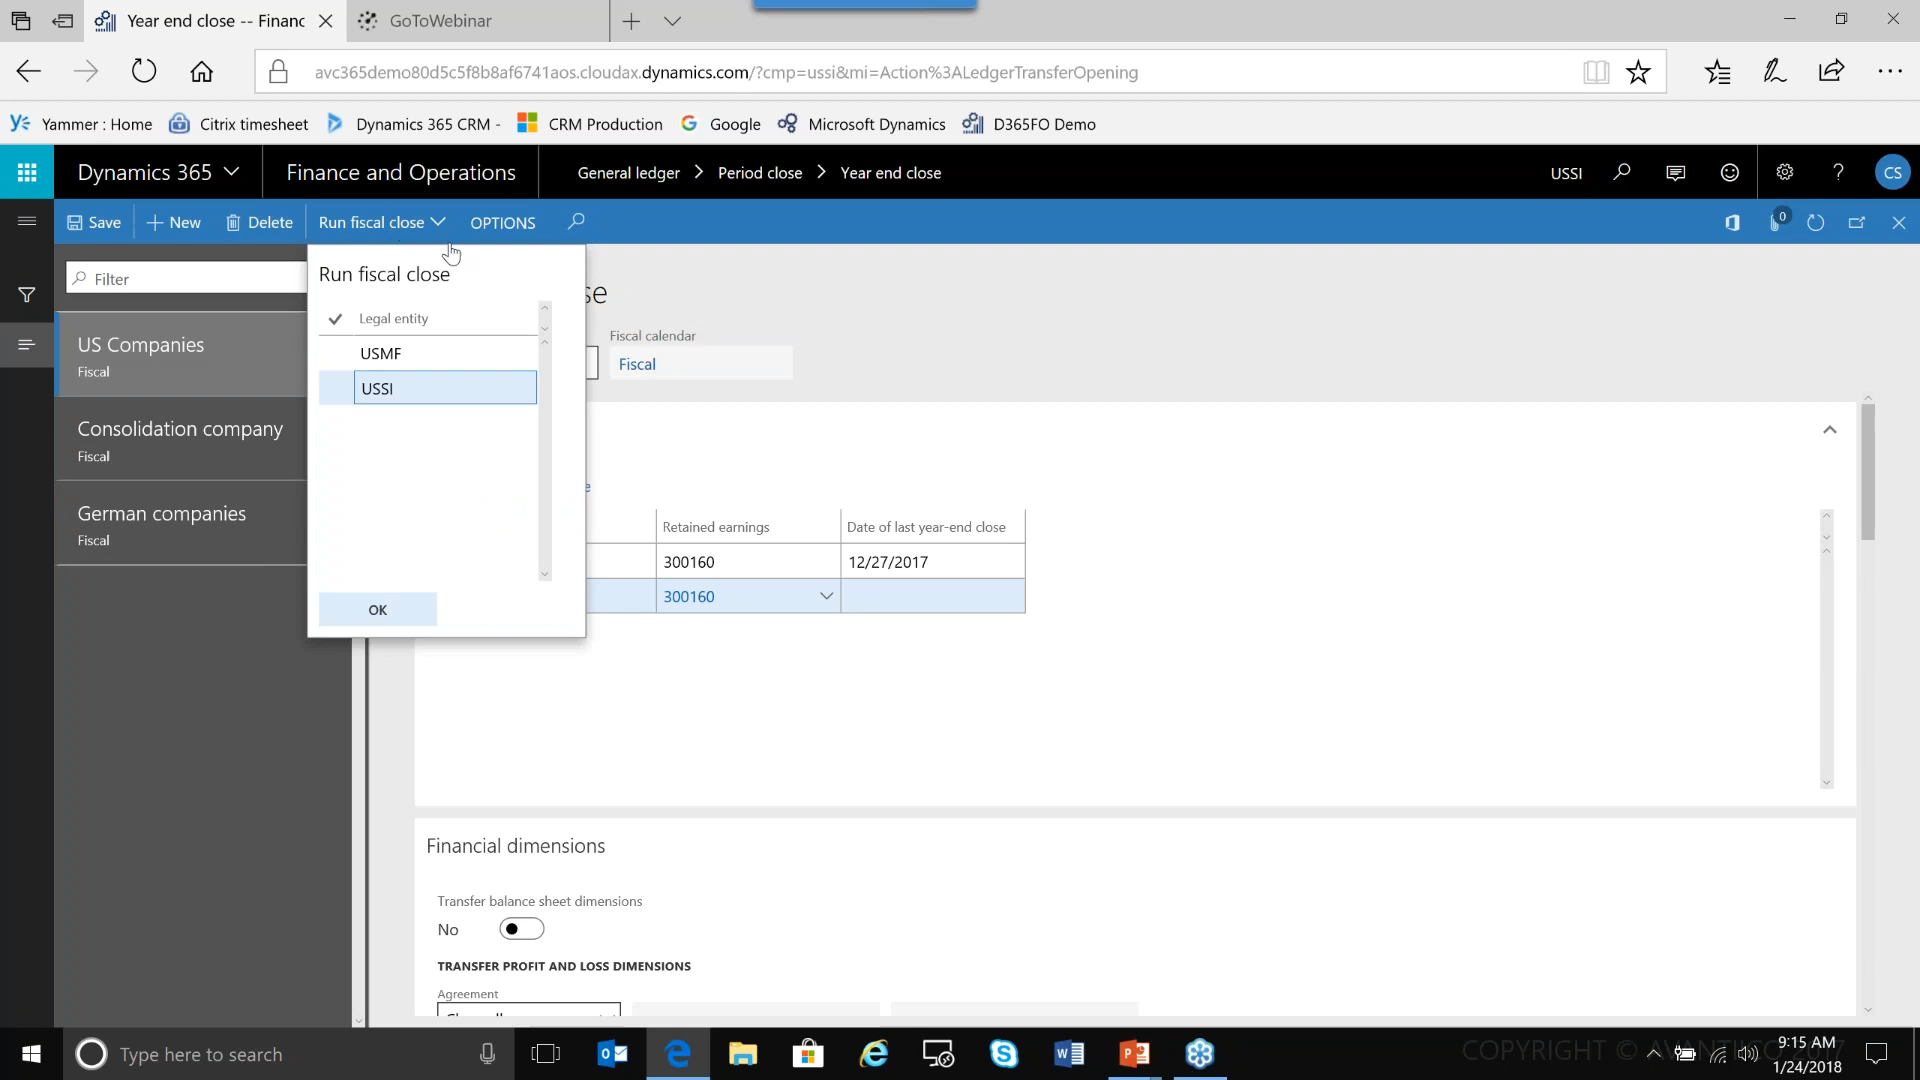 Year end close -- Financ
GoToWebinar
avc365demo80d5c5f8b8af6741aos.cloudax.dynamics.com/?cmp=ussi&mi=Action%3ALedgerTransferOpening
Yammer : Home Citrix timesheet Dynamics 365 CRM - CRM Production Google Microsoft Dynamics D365FO Demo
Dynamics 365 Finance and Operations General ledger Period close Year end close USSI ? CS
Save New Delete Run fiscal close OPTIONS 0
Filter
Run fiscal close
Legal entity
USMF
USSI
OK
US Companies
Fiscal
Consolidation company
Fiscal
German companies
Fiscal
se
Fiscal calendar
Fiscal
e
Retained earnings Date of last year-end close
300160 12/27/2017
300160
Financial dimensions
Transfer balance sheet dimensions
No
TRANSFER PROFIT AND LOSS DIMENSIONS
Agreement
Type here to search
COPYRIGHT © AVANTIICO 2017
9:15 AM
1/24/2018